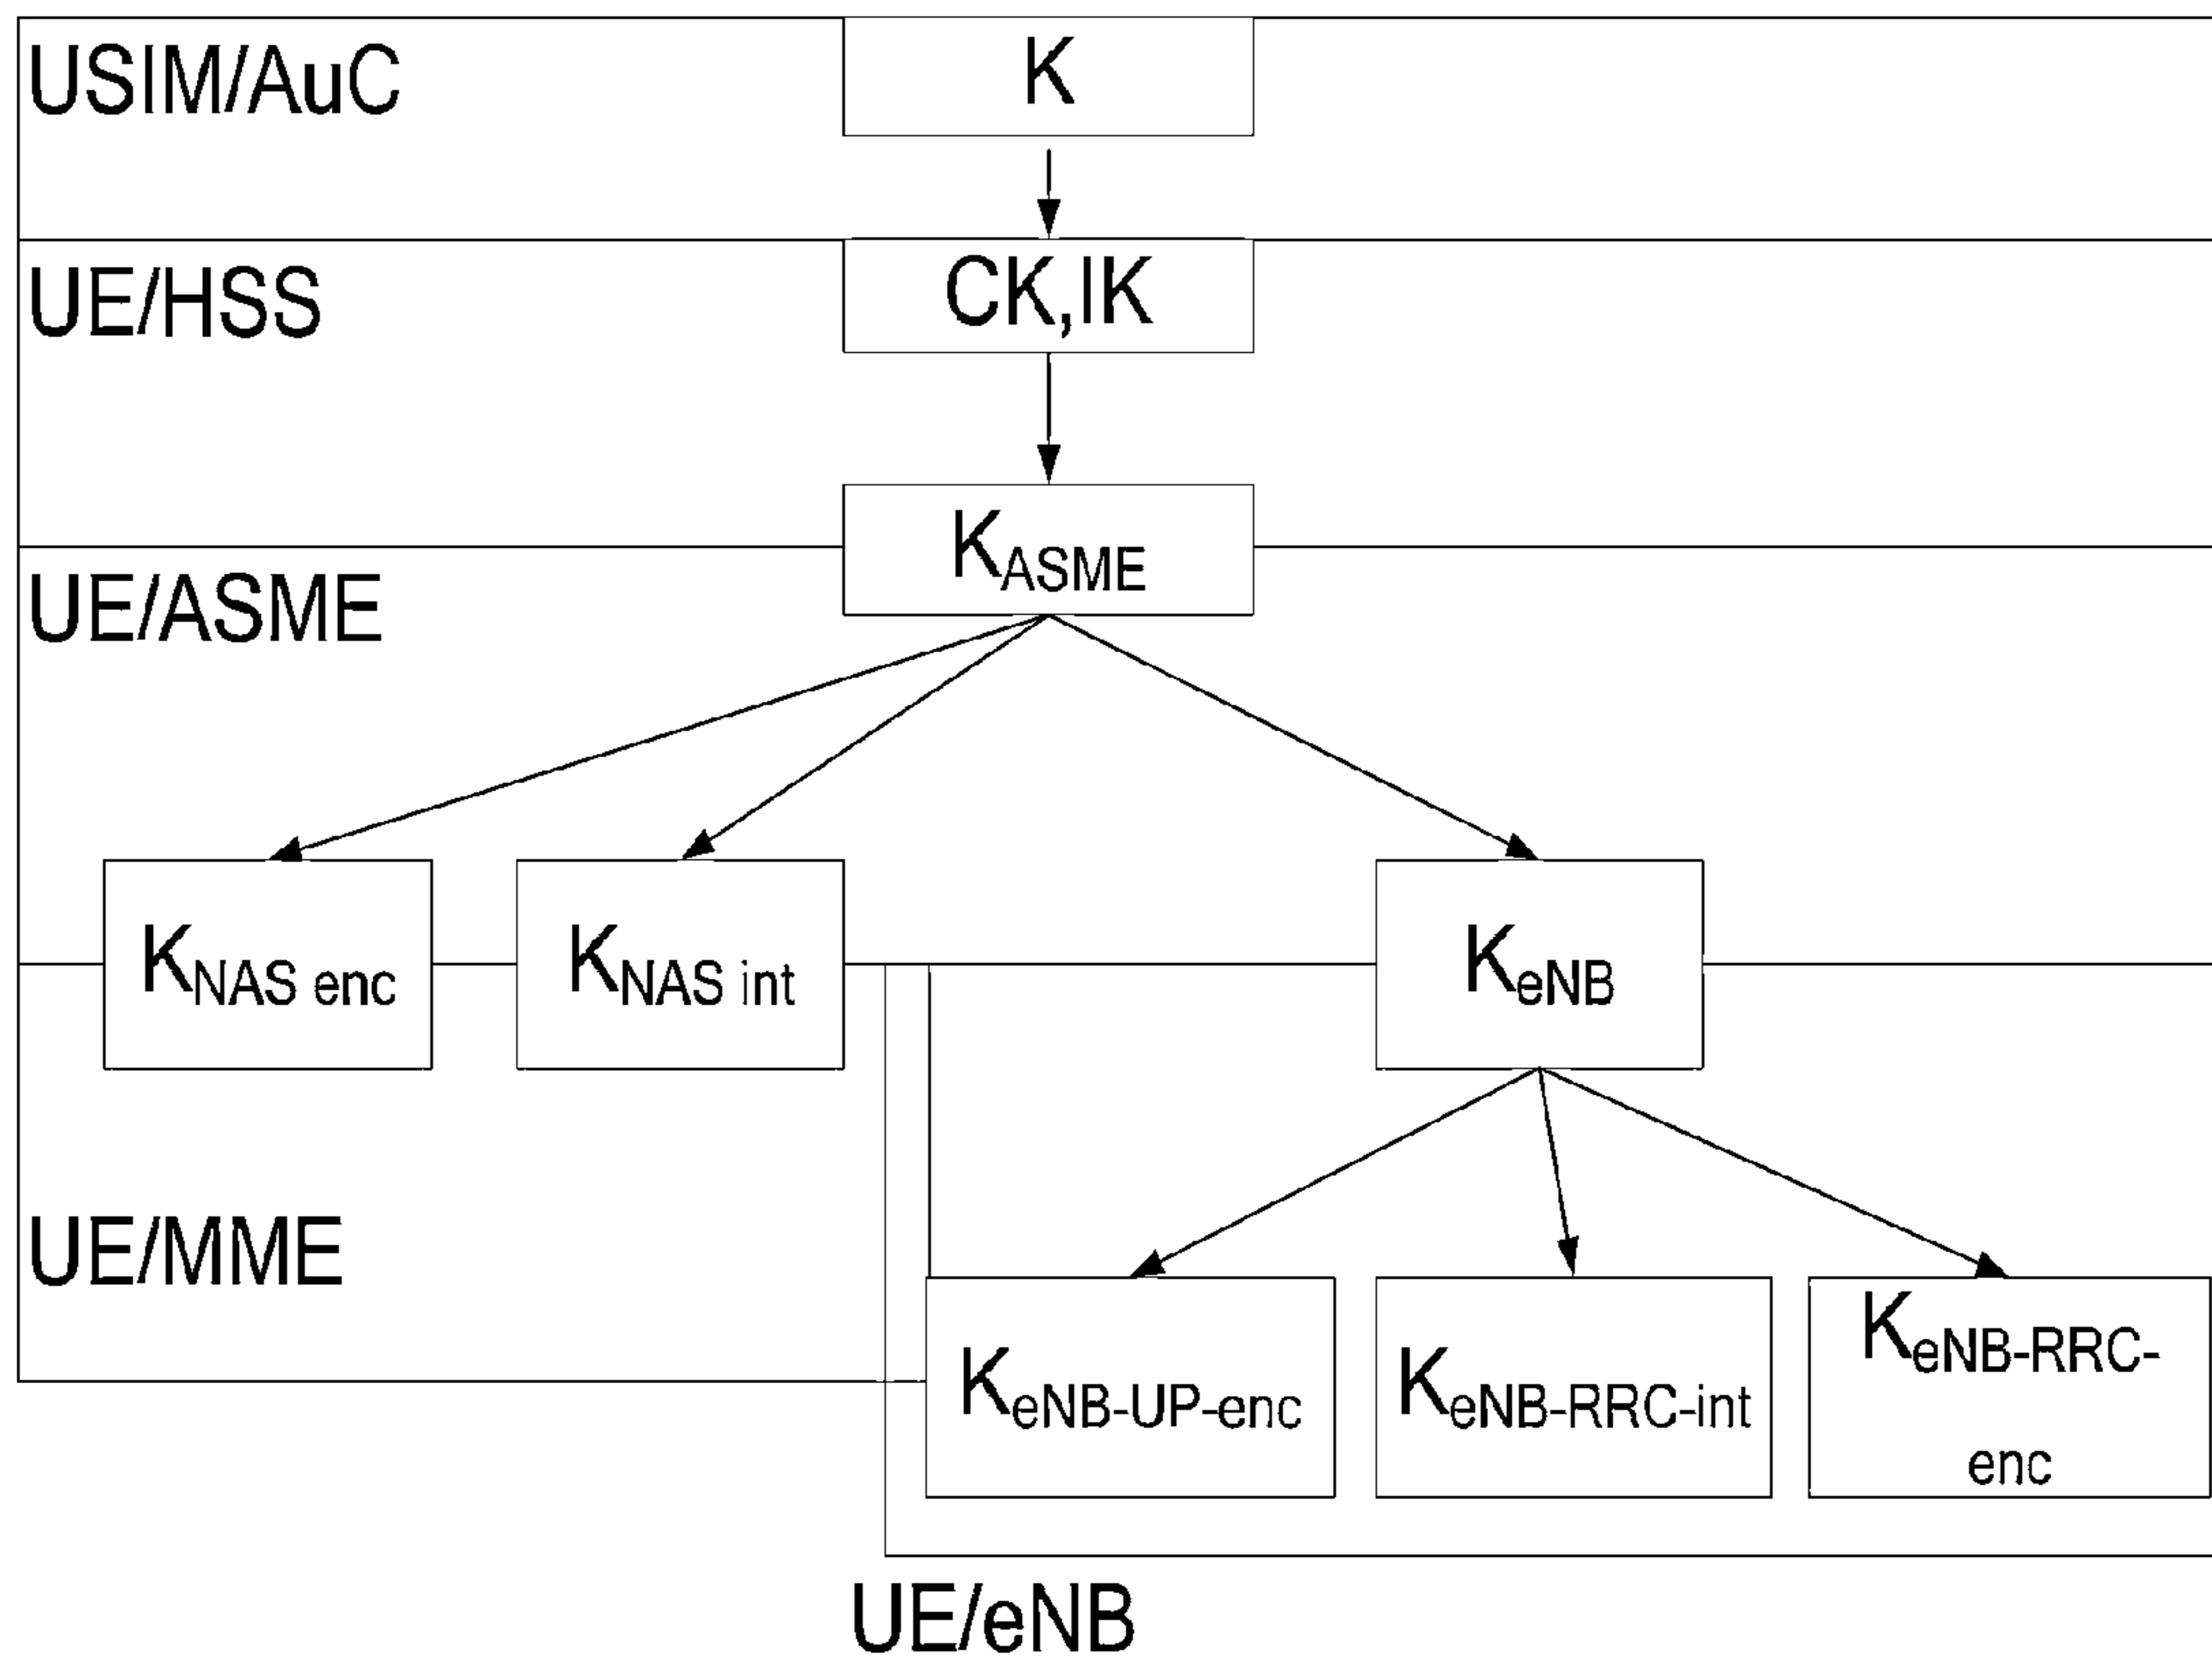 USIM/AuC
K
UE/HSS
CK,IK
KASME
UE/ASME
KNAS enc
KNAS int
KeNB
UE/MME
KeNB-UP-enc
KeNB-RRC-int
KeNB-RRC-
enc
UE/eNB